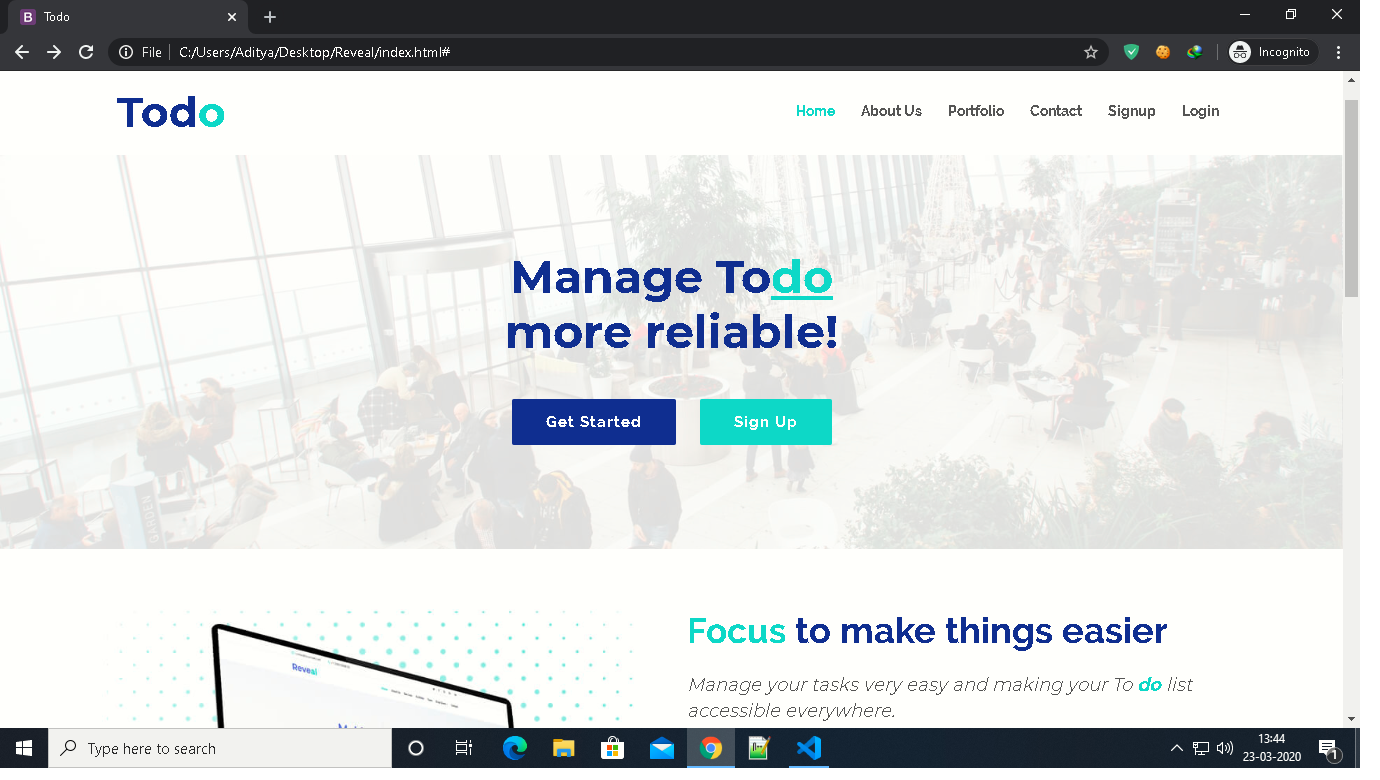 Todo
File
C:/Users/Aditya/Desktop/Reveal/index.html#
Incognito
Todo
Home About Us Portfolio Contact Signup Login
Manage Todo
more reliable!
Get Started Sign Up
Focus to make things easier
Reveal
Manage your tasks very easy and making your To do list
accessible everywhere.
Type here to search
13:44
23-03-2020
1